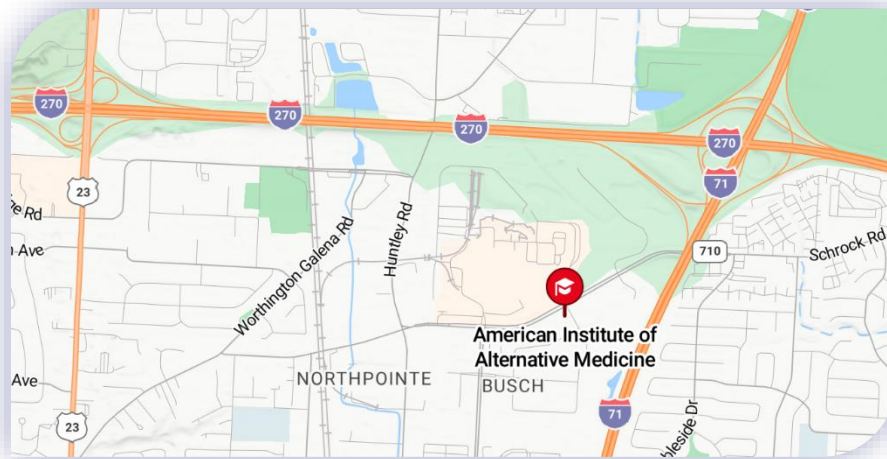 270
270
270
270
71
23
ie Rd
n Ave
710
Schrock Rd
Worthington Galena Rd
Huntley Rd
American Institute of
Alternative Medicine
Ave
NORTHPOINTE
BUSCH
23
71
bleside Dr